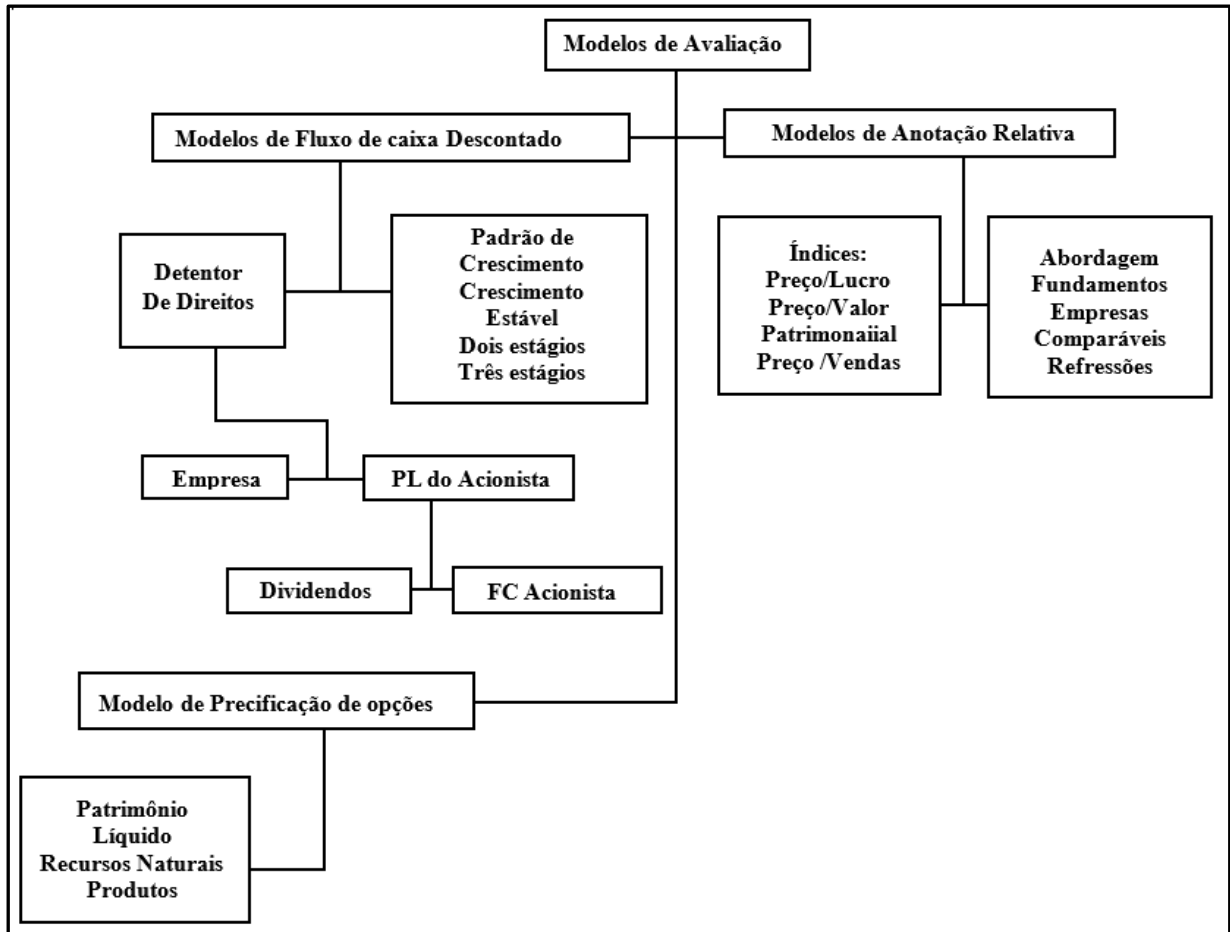 Modelos de Avaliação
Modelos de Fluxo de caixa Descontado
Modelos de Anotação Relativa
Detentor
De Direitos
Padrão de
Crescimento
Crescimento
Estável
Dois estágios
Três estágios
Índices:
Preço/Lucro
Preço/Valor
Patrimonaiial
Preço /Vendas
Abordagem
Fundamentos
Empresas
Comparáveis
Refressões
Empresa
PL do Acionista
Dividendos
FC Acionista
Modelo de Precificação de opções
Patrimônio
Líquido
Recursos Naturais
Produtos